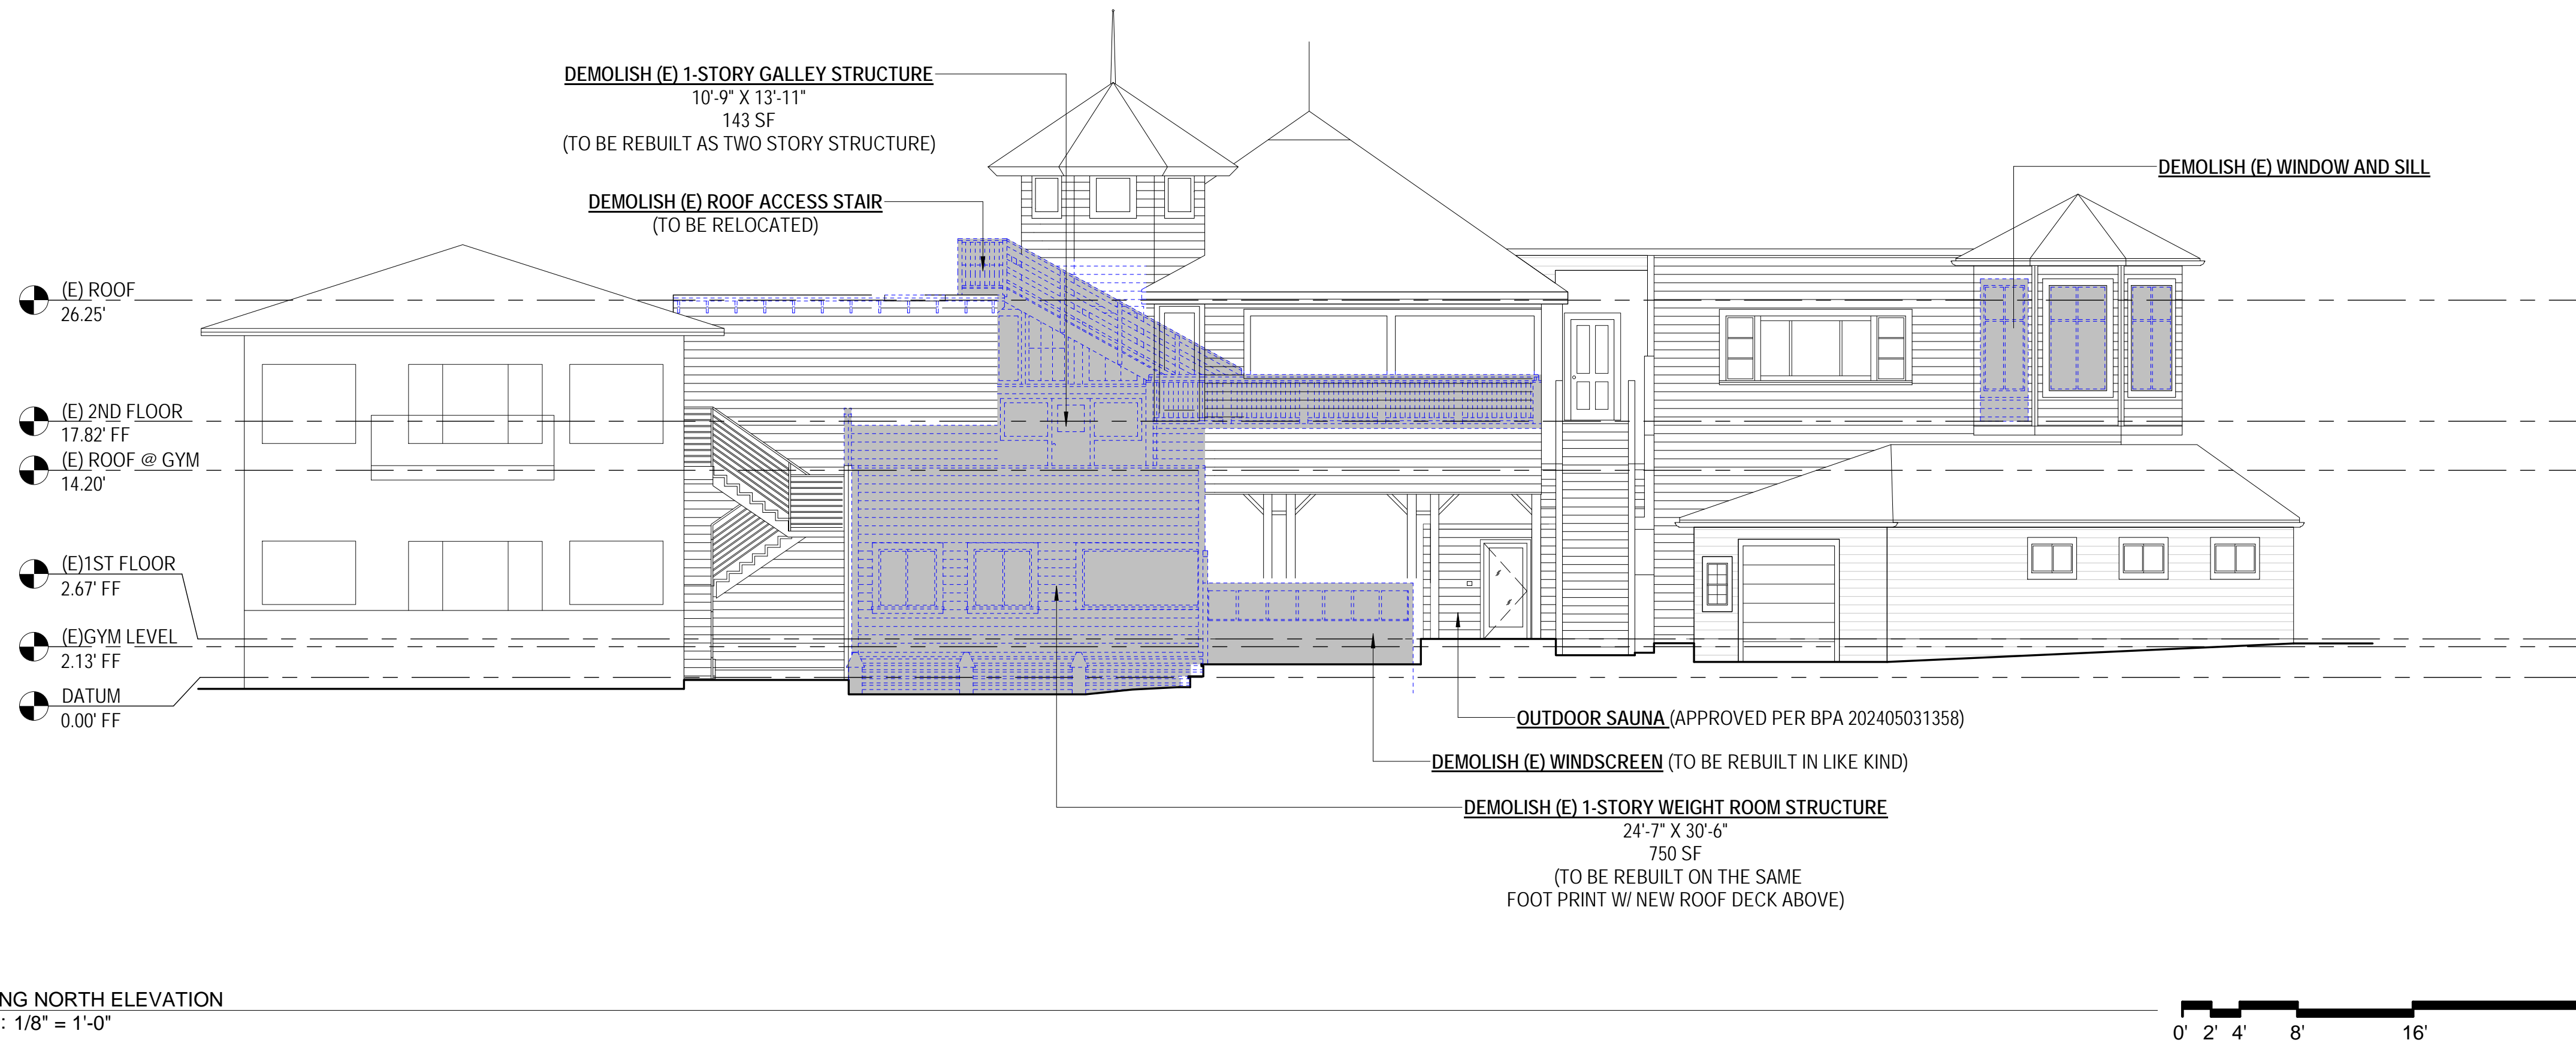 DEMOLISH (E) 1-STORY GALLEY STRUCTURE
10'-9" X 13'-11"
143 SF
(TO BE REBUILT AS TWO STORY STRUCTURE)
DEMOLISH (E) ROOF ACCESS STAIR
(TO BE RELOCATED)
DEMOLISH (E) WINDOW AND SILL
(E) ROOF
26.25'
(E) 2ND FLOOR
17.82' FF
(E) ROOF @ GYM
14.20'
(E)1ST FLOOR
2.67' FF
(E)GYM LEVEL
2.13' FF
DATUM
0.00' FF
OUTDOOR SAUNA (APPROVED PER BPA 202405031358)
DEMOLISH (E) WINDSCREEN (TO BE REBUILT IN LIKE KIND)
DEMOLISH (E) 1-STORY WEIGHT ROOM STRUCTURE
24'-7" X 30'-6"
750 SF
(TO BE REBUILT ON THE SAME
FOOT PRINT W/ NEW ROOF DECK ABOVE)
NG NORTH ELEVATION
: 1/8" = 1'-0"
0' 2' 4' 8' 16'